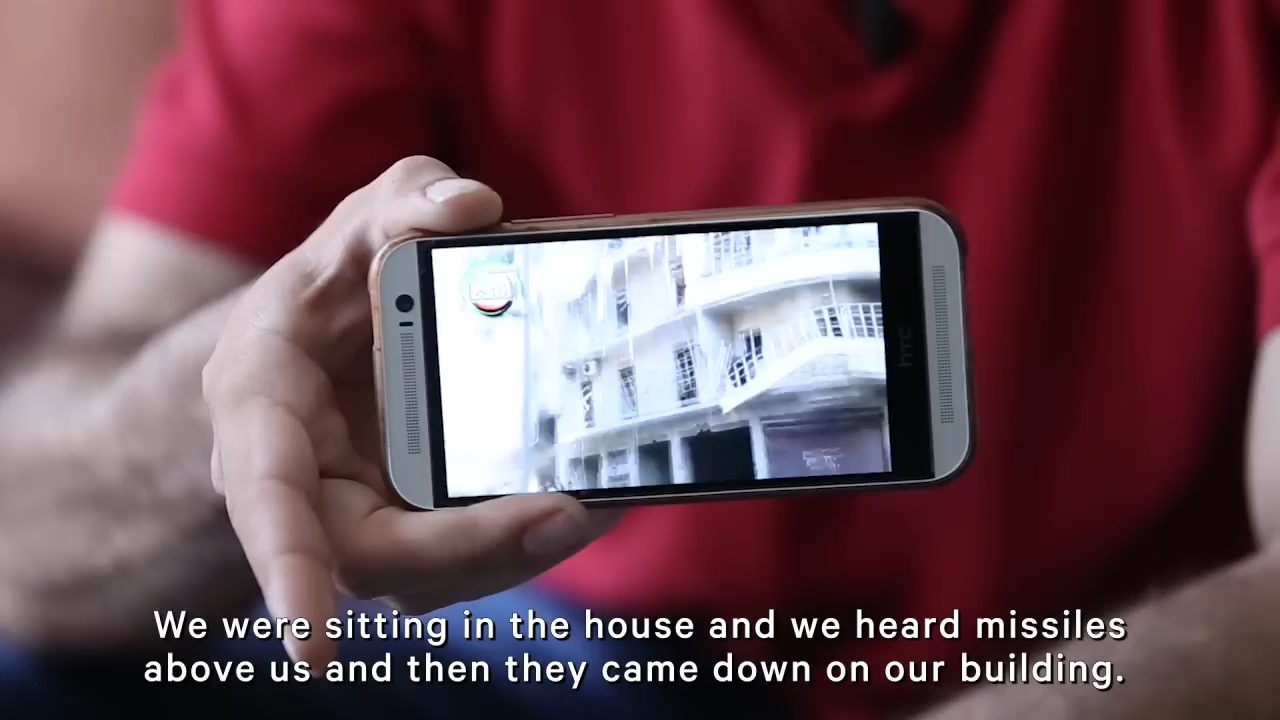 hTC
We were sitting in the house and we heard missiles
above us and then they came down on our building.